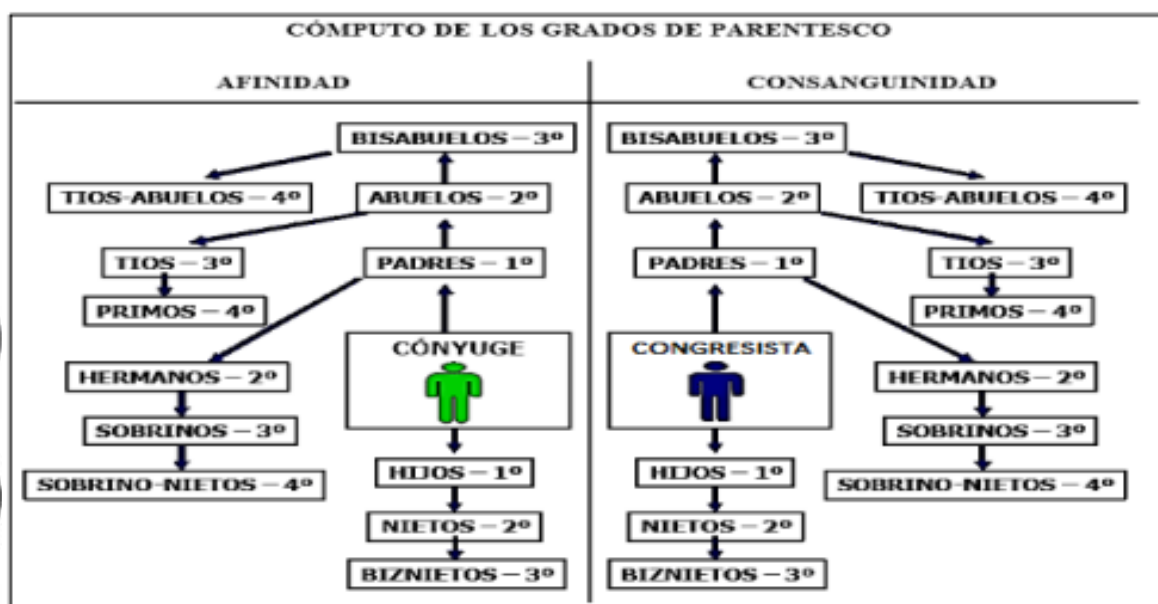 CÓMPUTO DE LOS GRADOS DE PARENTESCO
AFINIDAD
CONSANGUINIDAD
BISABUELOS – 3º
TIOS-ABUELOS – 4º
ABUELOS – 2º
TIOS – 3º
PADRES – 1º
PRIMOS – 4º
CÓNYUGE
HERMANOS – 2º
SOBRINOS – 3º
SOBRINO-NIETOS – 4º
HIJOS – 1º
NIETOS – 2º
BIZNIETOS – 3º
BISABUELOS – 3º
ABUELOS – 2º
TIOS-ABUELOS – 4º
PADRES – 1º
TIOS – 3º
PRIMOS – 4º
CONGRESISTA
HERMANOS – 2º
SOBRINOS – 3º
SOBRINO-NIETOS – 4º
HIJOS – 1º
NIETOS – 2º
BIZNIETOS – 3º